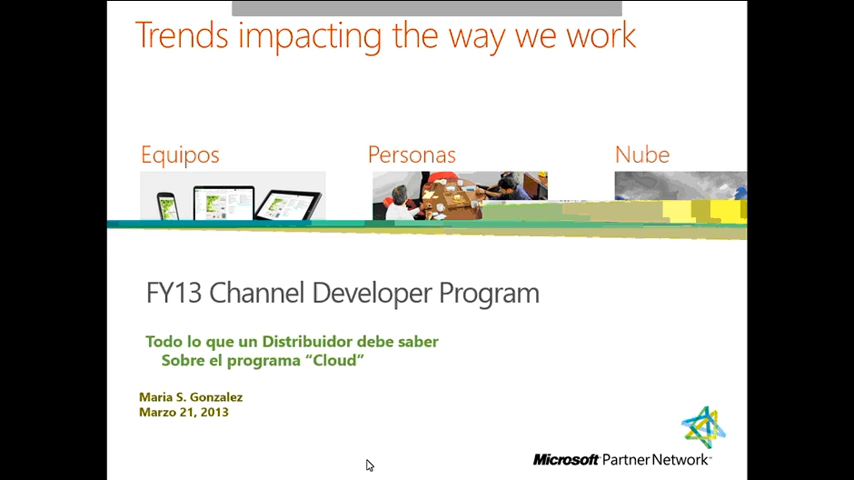 Trends impacting the way we work
Equipos Personas Nube
FY13 Channel Developer Program
Todo lo que un Distribuidor debe saber
Sobre el programa “Cloud”
Maria S. Gonzalez
Marzo 21, 2013
Microsoft Partner Network